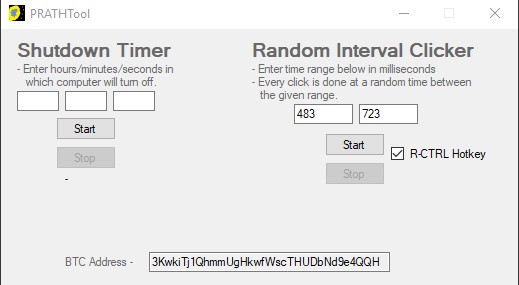 PRATHTool
Shutdown Timer
- Enter hours/minutes/seconds in
which computer will turn off.
Start
Stop
-
Random Interval Clicker
- Enter time range below in milliseconds
- Every click is done at a random time between
the given range.
483 723
Start
Stop
R-CTRL Hotkey
BTC Address - 3KwkiTj1QhmmUgHkwfWscTHUDbNd9e4QQH